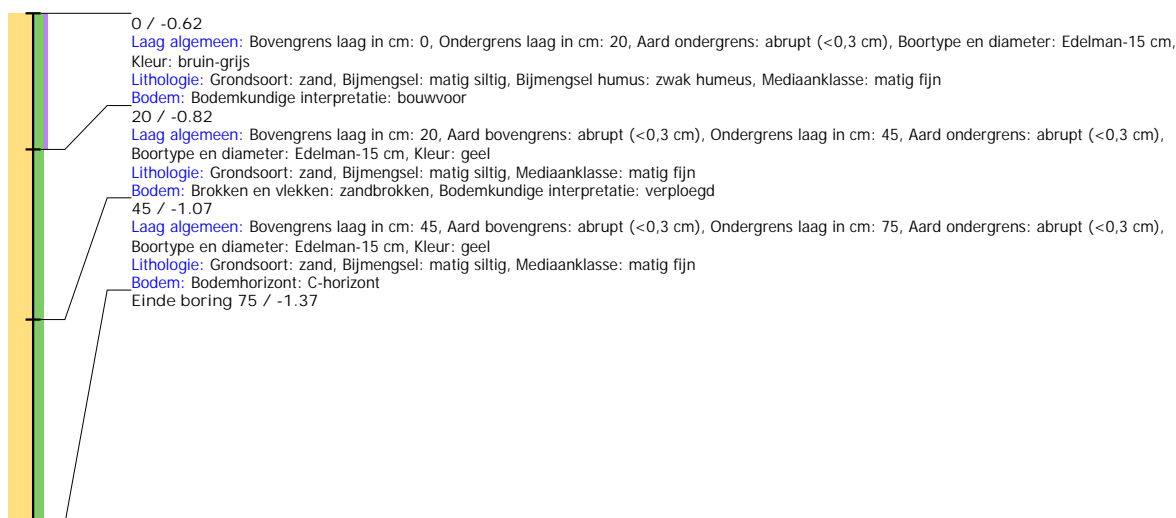 0 / -0.62
Laag algemeen: Bovengrens laag in cm: 0, Ondergrens laag in cm: 20, Aard ondergrens: abrupt (<0,3 cm), Boortype en diameter: Edelman-15 cm,
Kleur: bruin-grijs
Lithologie: Grondsoort: zand, Bijmengsel: matig siltig, Bijmengsel humus: zwak humeus, Mediaanklasse: matig fijn
Bodem: Bodemkundige interpretatie: bouwvoor
20 / -0.82
Laag algemeen: Bovengrens laag in cm: 20, Aard bovengrens: abrupt (<0,3 cm), Ondergrens laag in cm: 45, Aard ondergrens: abrupt (<0,3 cm),
Boortype en diameter: Edelman-15 cm, Kleur: geel
Lithologie: Grondsoort: zand, Bijmengsel: matig siltig, Mediaanklasse: matig fijn
Bodem: Brokken en vlekken: zandbrokken, Bodemkundige interpretatie: verploegd
45 / -1.07
Laag algemeen: Bovengrens laag in cm: 45, Aard bovengrens: abrupt (<0,3 cm), Ondergrens laag in cm: 75, Aard ondergrens: abrupt (<0,3 cm),
Boortype en diameter: Edelman-15 cm, Kleur: geel
Lithologie: Grondsoort: zand, Bijmengsel: matig siltig, Mediaanklasse: matig fijn
Bodem: Bodemhorizont: C-horizont
Einde boring 75 / -1.37